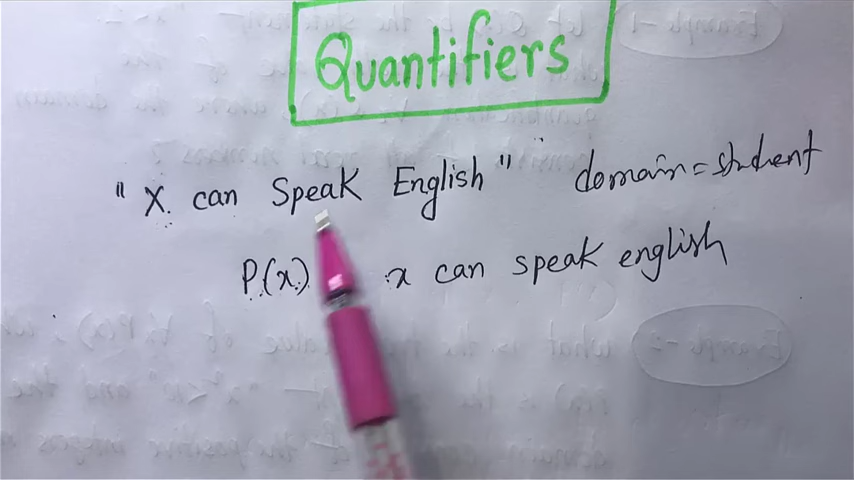 Quantifiers
"X can Speak English" domain = student
P(x) x can speak english